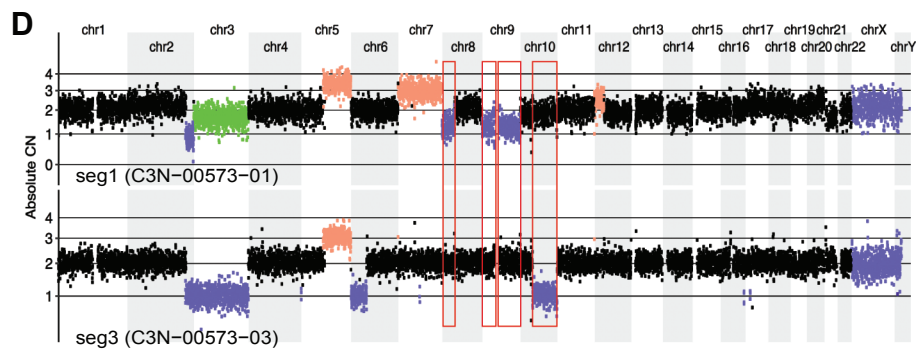 D
chr1 chr3 chr5 chr7 chr9 chr11 chr13 chr15 chr17 chr19 chr21 chrX
chr2 chr4 chr6 chr8 chr10 chr12 chr14 chr16 chr18 chr20 chr22 chrY
Absolute CN
4
3
2
1
0
seg1 (C3N−00573−01)
4
3
2
1
seg3 (C3N−00573−03)